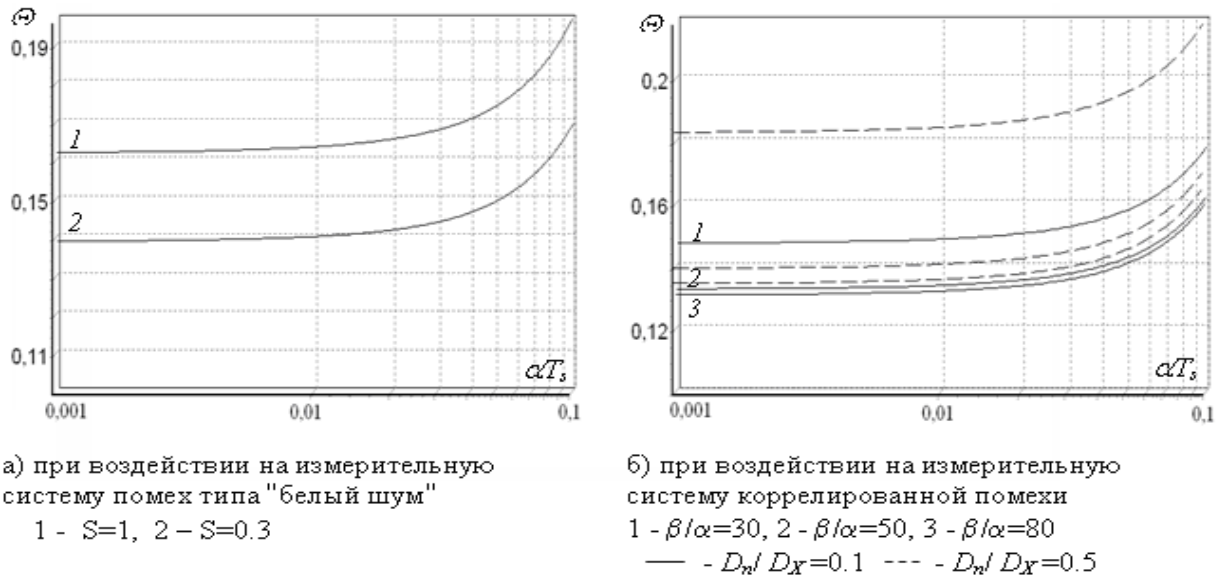 Θ
0,19
0,15
0,11
1
2
αTₛ
0,001
0,01
0,1
Θ
0,2
0,16
0,12
1
2
3
αTₛ
0,001
0,01
0,1
а) при воздействии на измерительную
систему помех типа "белый шум"
1 - S=1, 2 – S=0.3
б) при воздействии на измерительную
систему коррелированной помехи
1 - β/α=30, 2 - β/α=50, 3 - β/α=80
—— - Dₙ/ Dₓ=0.1 --- - Dₙ/ Dₓ=0.5